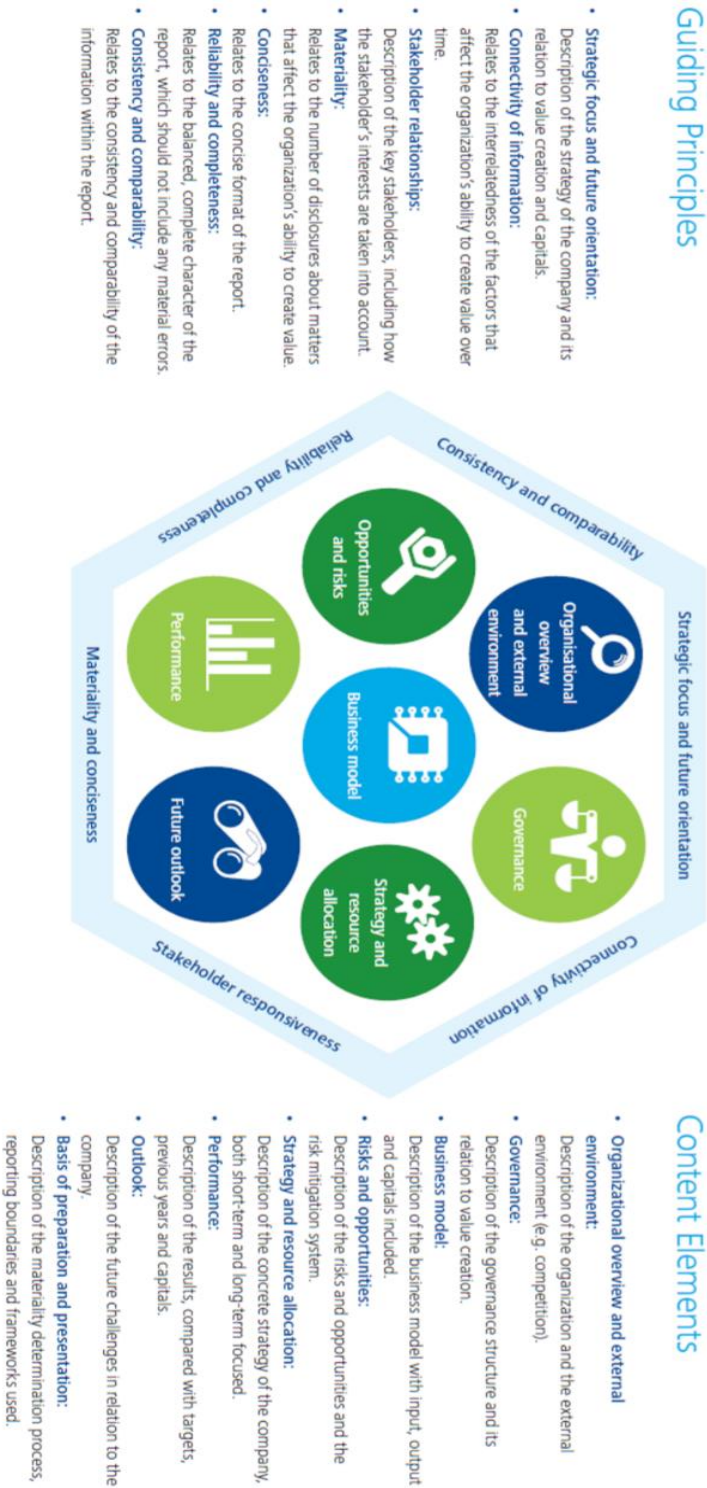 Guiding Principles
• Strategic focus and future orientation:
Description of the strategy of the company and its
relation to value creation and capitals.
• Connectivity of information:
Relates to the interrelatedness of the factors that
affect the organization's ability to create value over
time.
• Stakeholder relationships:
Description of the key stakeholders, including how
the stakeholder's interests are taken into account.
• Materiality:
Relates to the number of disclosures about matters
that affect the organization's ability to create value.
• Conciseness:
Relates to the concise format of the report.
• Reliability and completeness:
Relates to the balanced, complete character of the
report, which should not include any material errors.
• Consistency and comparability:
Relates to the consistency and comparability of the
information within the report.
Strategic focus and future orientation
Consistency and comparability
Connectivity of information
Organisational
overview
and external
environment
Governance
Opportunities
and risks
Business model
Strategy and
resource
allocation
Performance
Future outlook
Reliability and completeness
Stakeholder responsiveness
Materiality and conciseness
Content Elements
• Organizational overview and external
environment:
Description of the organization and the external
environment (e.g. competition).
• Governance:
Description of the governance structure and its
relation to value creation.
• Business model:
Description of the business model with input, output
and capitals included.
• Risks and opportunities:
Description of the risks and opportunities and the
risk mitigation system.
• Strategy and resource allocation:
Description of the concrete strategy of the company,
both short-term and long-term focused.
• Performance:
Description of the results, compared with targets,
previous years and capitals.
• Outlook:
Description of the future challenges in relation to the
company.
• Basis of preparation and presentation:
Description of the materiality determination process,
reporting boundaries and frameworks used.